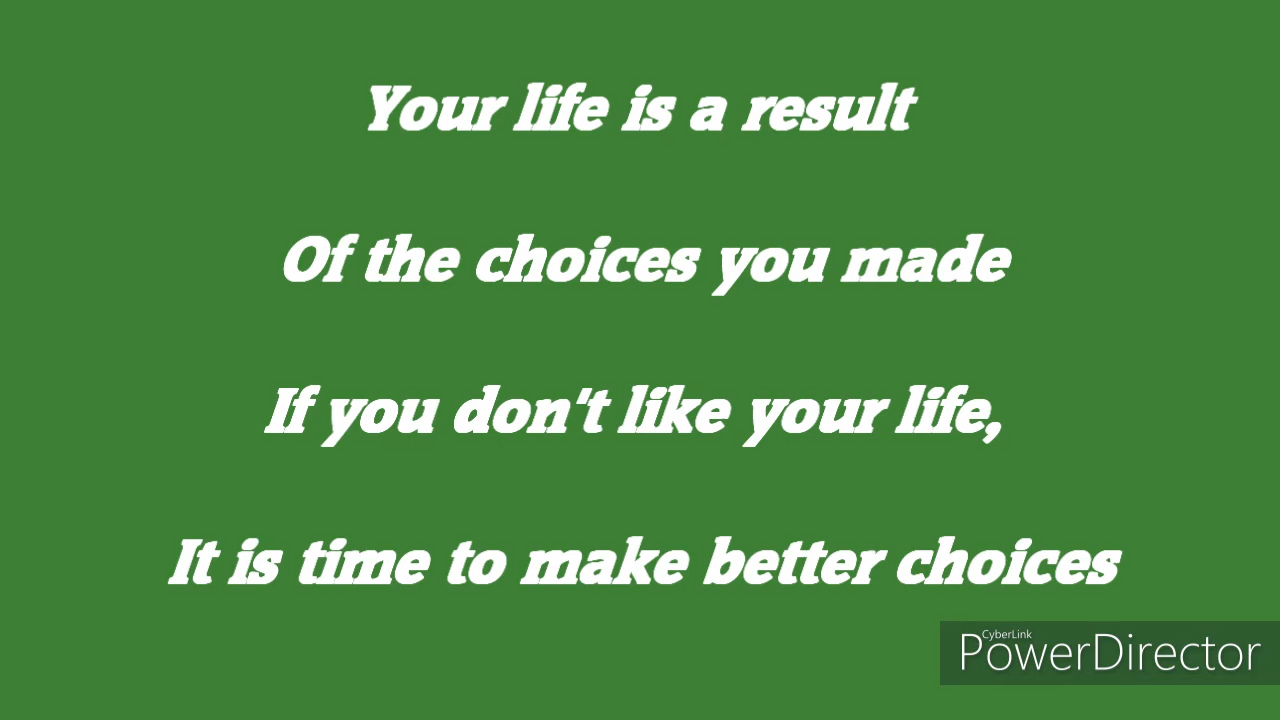 Your life is a result
Of the choices you made
If you don't like your life,
It is time to make better choices
CyberLink
PowerDirector